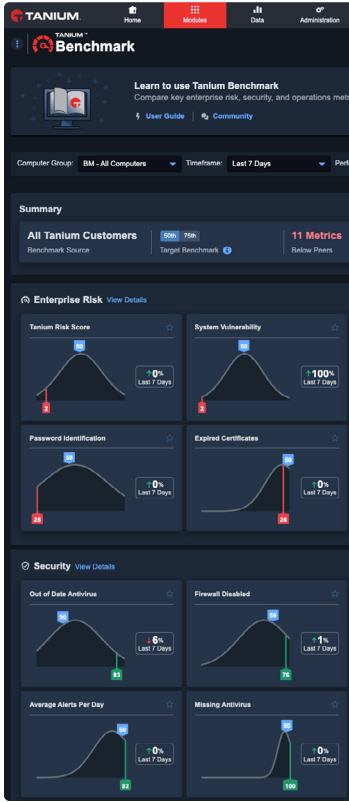 TANIUM.
Home
Modules
Data
Administration
TANIUM™
Benchmark
Learn to use Tanium Benchmark
Compare key enterprise risk, security, and operations metr
User Guide
Community
Computer Group: BM - All Computers
Timeframe: Last 7 Days
Perf
Summary
All Tanium Customers
Benchmark Source
50th 75th
Target Benchmark
11 Metrics
Below Peers
Enterprise Risk View Details
Tanium Risk Score
50
↑0%
Last 7 Days
2
System Vulnerability
50
↑100%
Last 7 Days
2
Password Identification
50
↑0%
Last 7 Days
25
Expired Certificates
50
↑0%
Last 7 Days
26
Security View Details
Out of Date Antivirus
50
↓6%
Last 7 Days
83
Firewall Disabled
50
↑1%
Last 7 Days
76
Average Alerts Per Day
50
↑0%
Last 7 Days
82
Missing Antivirus
50
↑0%
Last 7 Days
100